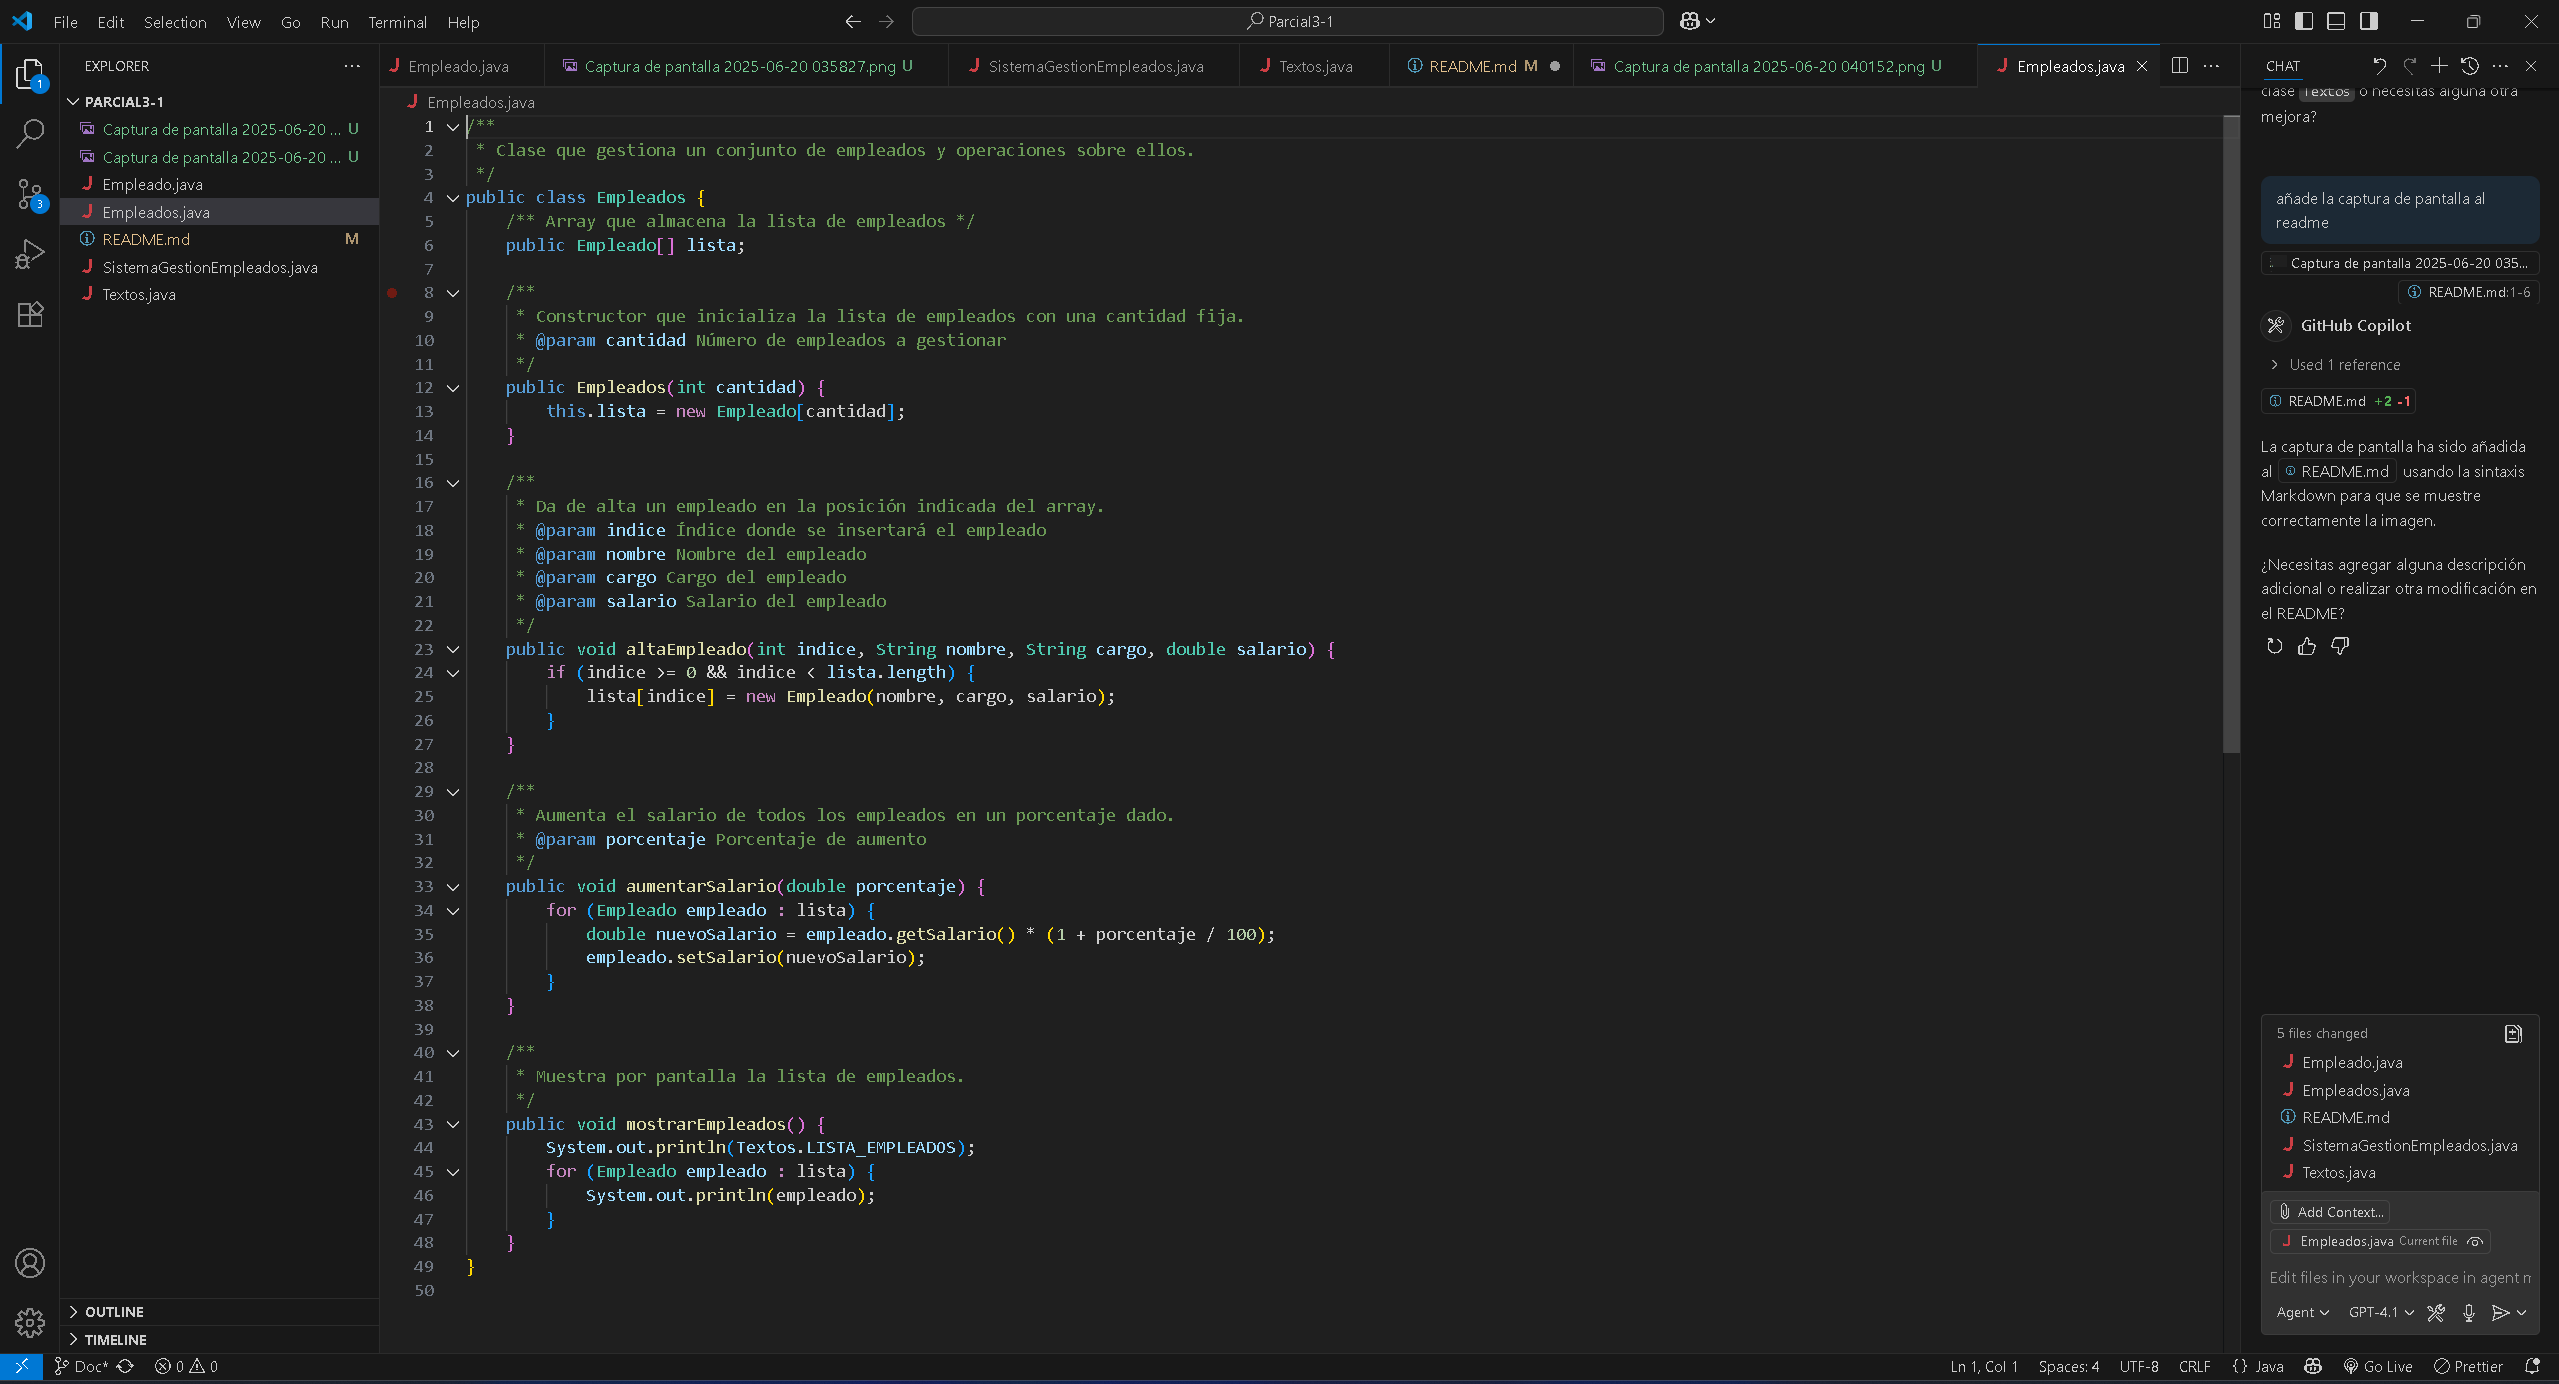 File Edit Selection View Go Run Terminal Help
Parcial3-1
EXPLORER
PARCIAL3-1
Captura de pantalla 2025-06-20 ... U
Captura de pantalla 2025-06-20 ... U
Empleado.java
Empleados.java
README.md M
SistemaGestionEmpleados.java
Textos.java
OUTLINE
TIMELINE
Empleado.java
Captura de pantalla 2025-06-20 035827.png U
SistemaGestionEmpleados.java
Textos.java
README.md M
Captura de pantalla 2025-06-20 040152.png U
Empleados.java
Empleados.java
1 /**
2 * Clase que gestiona un conjunto de empleados y operaciones sobre ellos.
3 */
4 public class Empleados {
5 /** Array que almacena la lista de empleados */
6 public Empleado[] lista;
7
8 /**
9 * Constructor que inicializa la lista de empleados con una cantidad fija.
10 * @param cantidad Número de empleados a gestionar
11 */
12 public Empleados(int cantidad) {
13 this.lista = new Empleado[cantidad];
14 }
15
16 /**
17 * Da de alta un empleado en la posición indicada del array.
18 * @param indice Índice donde se insertará el empleado
19 * @param nombre Nombre del empleado
20 * @param cargo Cargo del empleado
21 * @param salario Salario del empleado
22 */
23 public void altaEmpleado(int indice, String nombre, String cargo, double salario) {
24 if (indice >= 0 && indice < lista.length) {
25 lista[indice] = new Empleado(nombre, cargo, salario);
26 }
27 }
28
29 /**
30 * Aumenta el salario de todos los empleados en un porcentaje dado.
31 * @param porcentaje Porcentaje de aumento
32 */
33 public void aumentarSalario(double porcentaje) {
34 for (Empleado empleado : lista) {
35 double nuevoSalario = empleado.getSalario() * (1 + porcentaje / 100);
36 empleado.setSalario(nuevoSalario);
37 }
38 }
39
40 /**
41 * Muestra por pantalla la lista de empleados.
42 */
43 public void mostrarEmpleados() {
44 System.out.println(Textos.LISTA_EMPLEADOS);
45 for (Empleado empleado : lista) {
46 System.out.println(empleado);
47 }
48 }
49 }
50
CHAT
clase Textos o necesitas alguna otra
mejora?
añade la captura de pantalla al
readme
Captura de pantalla 2025-06-20 035...
README.md:1-6
GitHub Copilot
Used 1 reference
README.md +2 -1
La captura de pantalla ha sido añadida
al README.md usando la sintaxis
Markdown para que se muestre
correctamente la imagen.
¿Necesitas agregar alguna descripción
adicional o realizar otra modificación en
el README?
5 files changed
Empleado.java
Empleados.java
README.md
SistemaGestionEmpleados.java
Textos.java
Add Context...
Empleados.java Current file
Edit files in your workspace in agent m
Agent GPT-4.1
1
3
Doc* 0 0
Ln 1, Col 1 Spaces: 4 UTF-8 CRLF {} Java Go Live Prettier